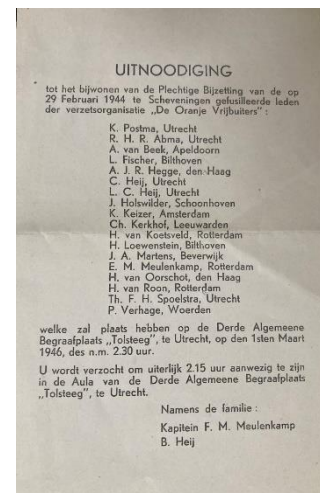 UITNOODIGING
tot het bijwonen van de Plechtige Bijzetting van de op
29 Februari 1944 te Scheveningen gefusilleerde leden
der verzetsorganisatie „De Oranje Vrijbuiters" :
K. Postma, Utrecht
R. H. R. Abma, Utrecht
A. van Beek, Apeldoorn
L. Fischer, Bilthoven
A. J. R. Hegge, den Haag
C. Heij, Utrecht
L. C. Heij, Utrecht
J. Holswilder, Schoonhoven
K. Keizer, Amsterdam
Ch. Kerkhof, Leeuwarden
H. van Koetsveld, Rotterdam
H. Loewenstein, Bilthoven
J. A. Martens, Beverwijk
E. M. Meulenkamp, Rotterdam
H. van Oorschot, den Haag
H. van Roon, Rotterdam
Th. F. H. Spoelstra, Utrecht
P. Verhage, Woerden
welke zal plaats hebben op de Derde Algemeene
Begraafplaats „Tolsteeg", te Utrecht, op den 1sten Maart
1946, des n.m. 2.30 uur.
U wordt verzocht om uiterlijk 2.15 uur aanwezig te zijn
in de Aula van de Derde Algemeene Begraafplaats
„Tolsteeg", te Utrecht.
Namens de familie :
Kapitein F. M. Meulenkamp
B. Heij